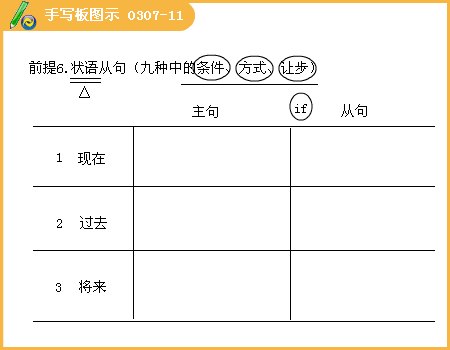 手写板图示 0307-11
前提6.状语从句（九种中的条件、方式、让步）
主句 if 从句
1 现在
2 过去
3 将来